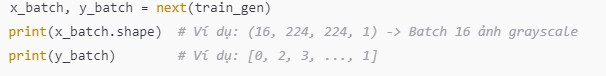 x_batch, y_batch = next(train_gen)
print(x_batch.shape)  # Ví dụ: (16, 224, 224, 1) -> Batch 16 ảnh grayscale
print(y_batch)        # Ví dụ: [0, 2, 3, ..., 1]